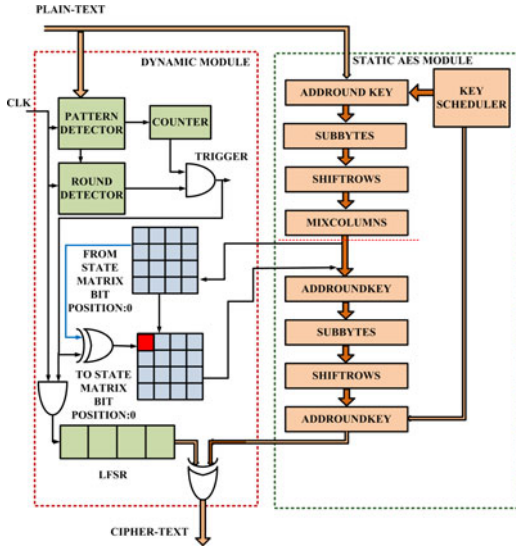 PLAIN-TEXT
DYNAMIC MODULE
STATIC AES MODULE
CLK
PATTERN
DETECTOR
COUNTER
ADDROUND KEY
KEY
SCHEDULER
SUBBYTES
TRIGGER
ROUND
DETECTOR
SHIFTROWS
MIXCOLUMNS
FROM
STATE
MATRIX
BIT
POSITION:0
ADDROUNDKEY
SUBBYTES
SHIFTROWS
TO STATE
MATRIX
BIT
POSITION:0
ADDROUNDKEY
LFSR
CIPHER-TEXT